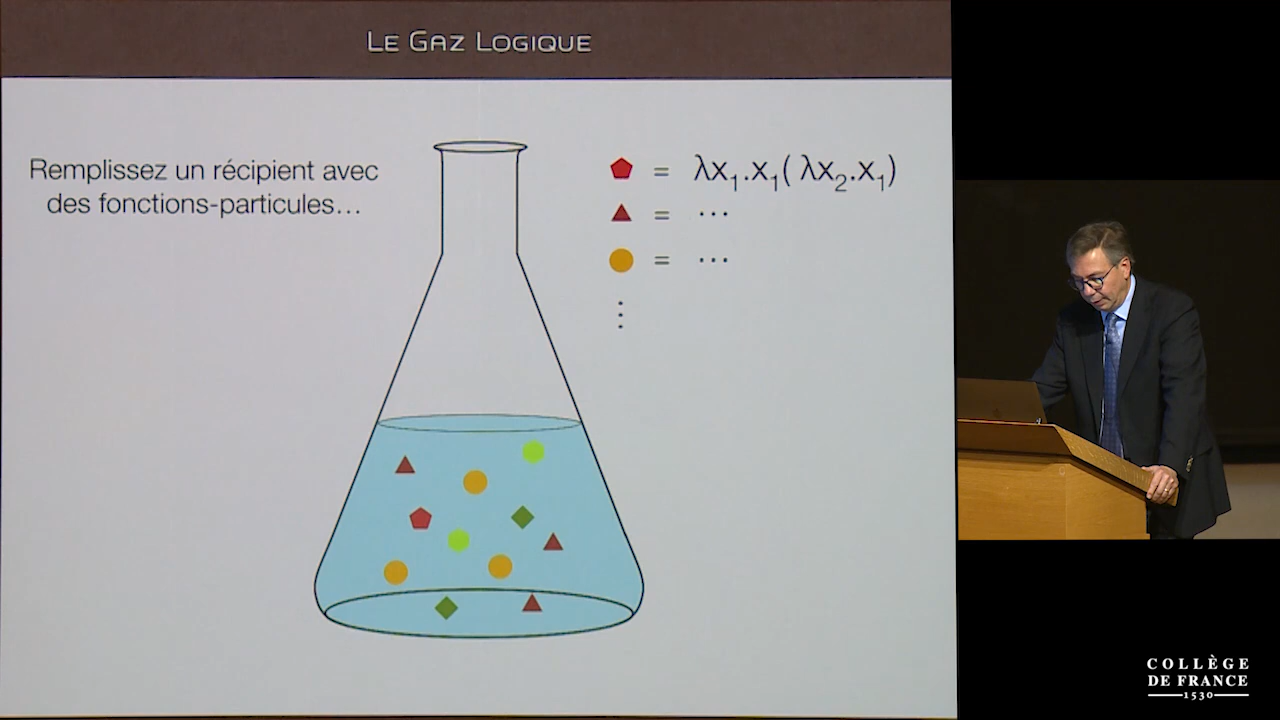 LE GAZ LOGIQUE
Remplissez un récipient avec
des fonctions-particules…
= λx₁.x₁( λx₂.x₁)
= …
= …
⋮
COLLÈGE
DE FRANCE
1530